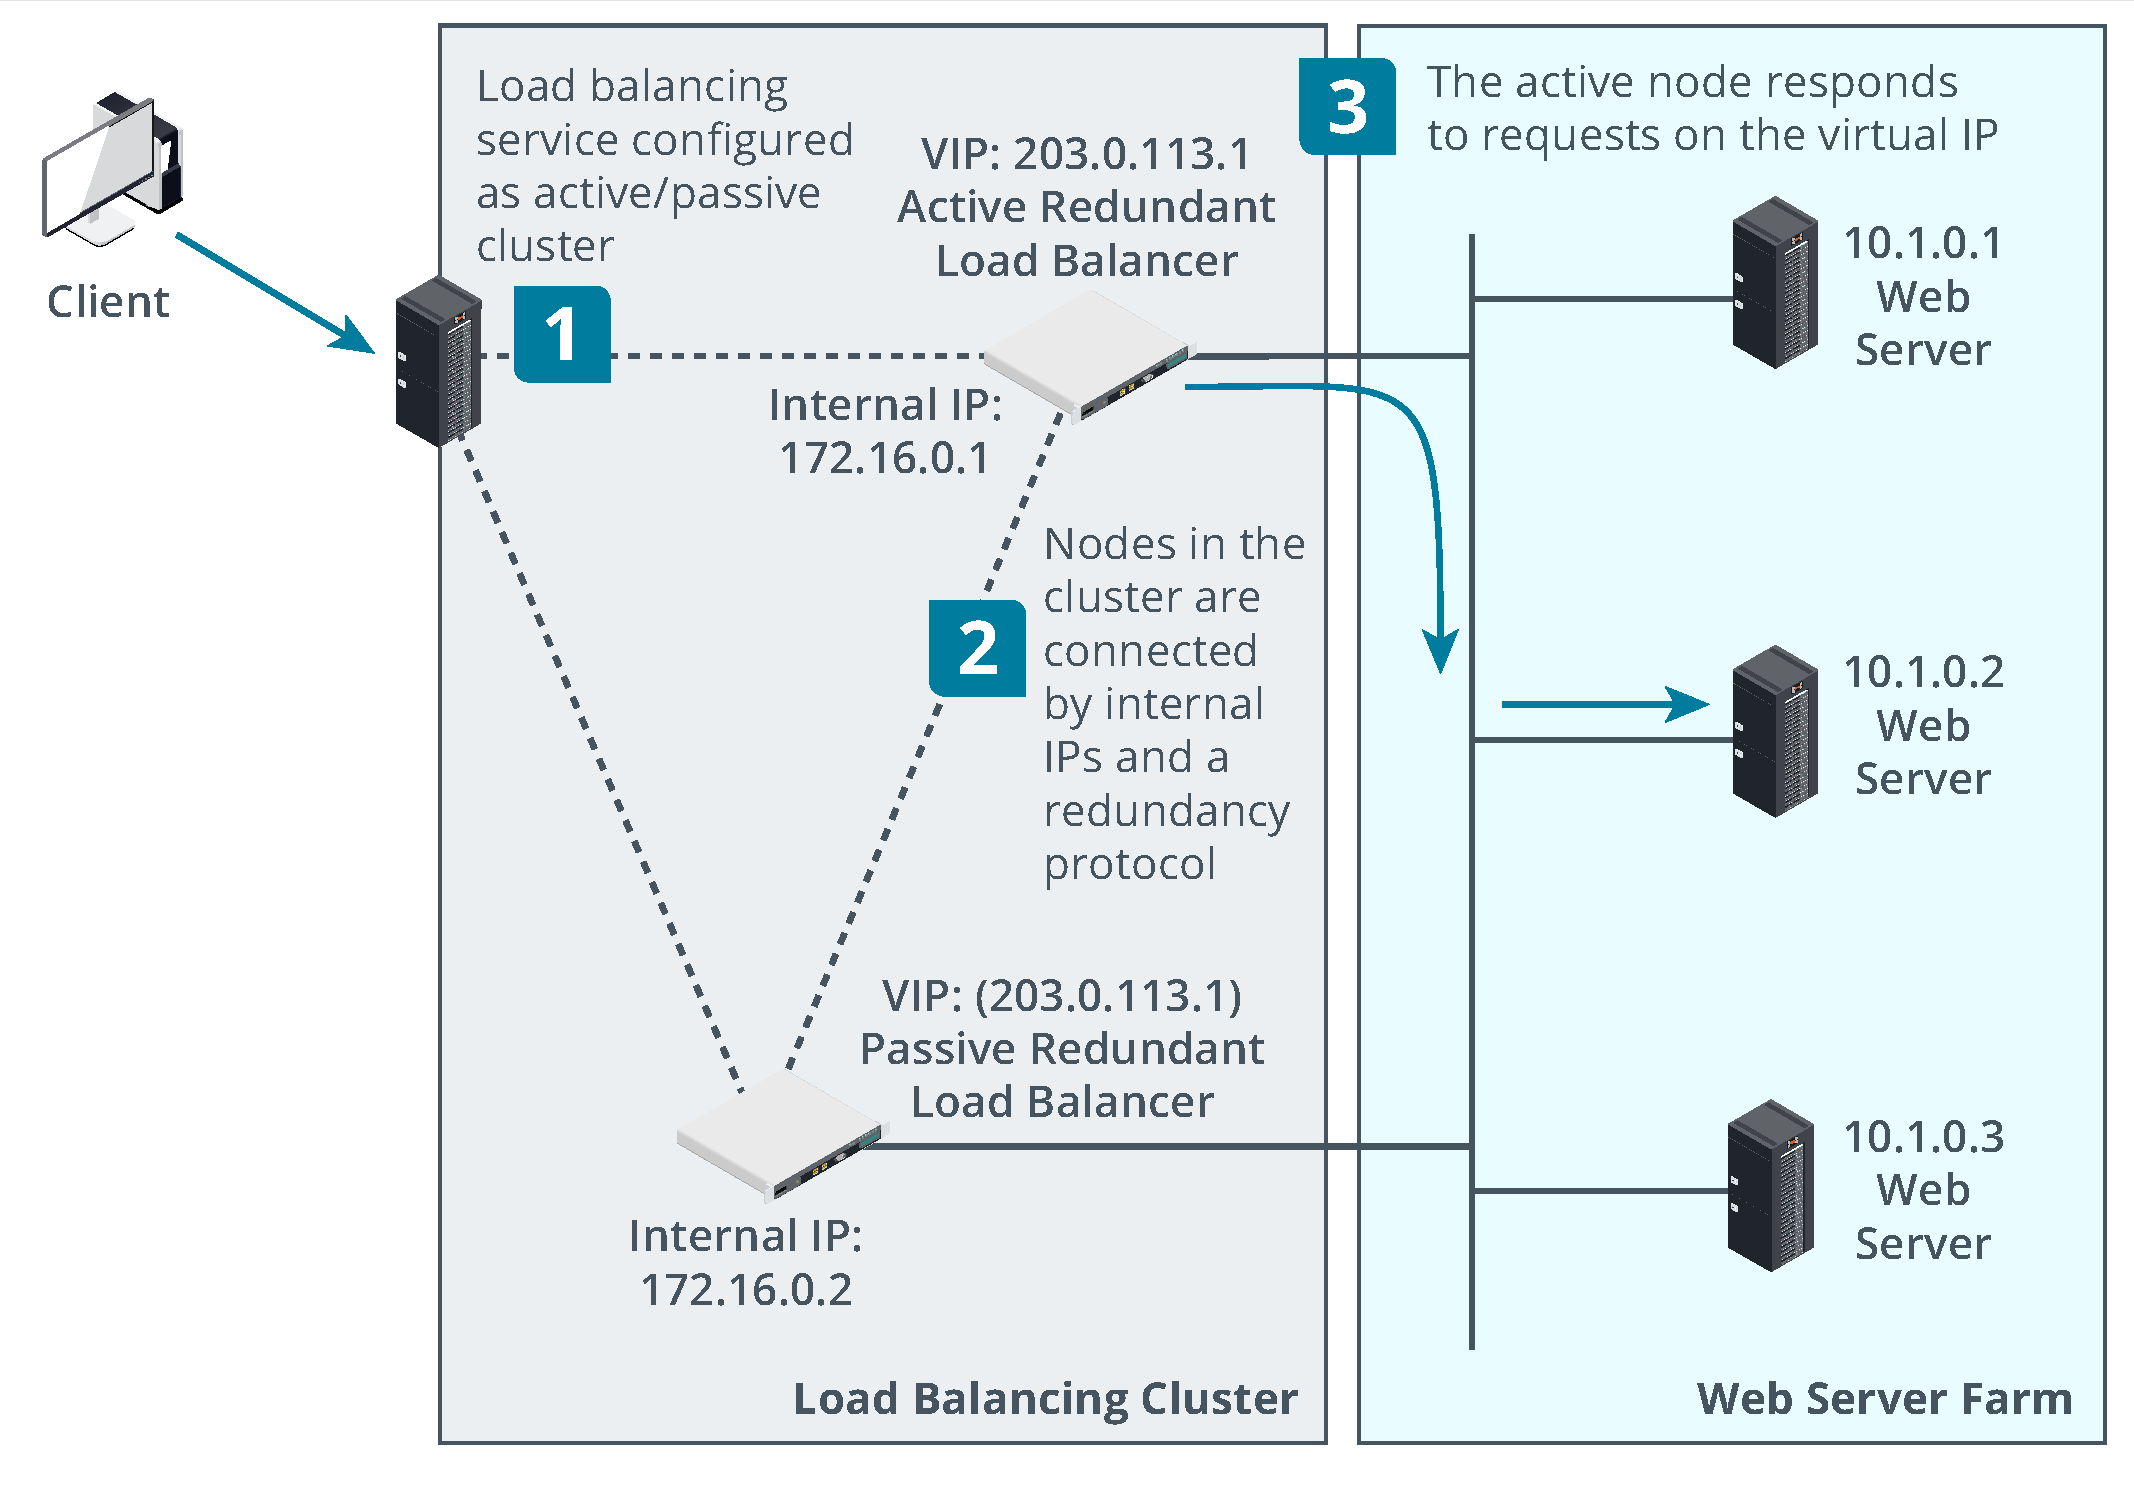 Load balancing
service configured
as active/passive
cluster
Client
1
VIP: 203.0.113.1
Active Redundant
Load Balancer
Internal IP:
172.16.0.1
2
Nodes in the
cluster are
connected
by internal
IPs and a
redundancy
protocol
VIP: (203.0.113.1)
Passive Redundant
Load Balancer
Internal IP:
172.16.0.2
Load Balancing Cluster
3
The active node responds
to requests on the virtual IP
10.1.0.1
Web
Server
10.1.0.2
Web
Server
10.1.0.3
Web
Server
Web Server Farm